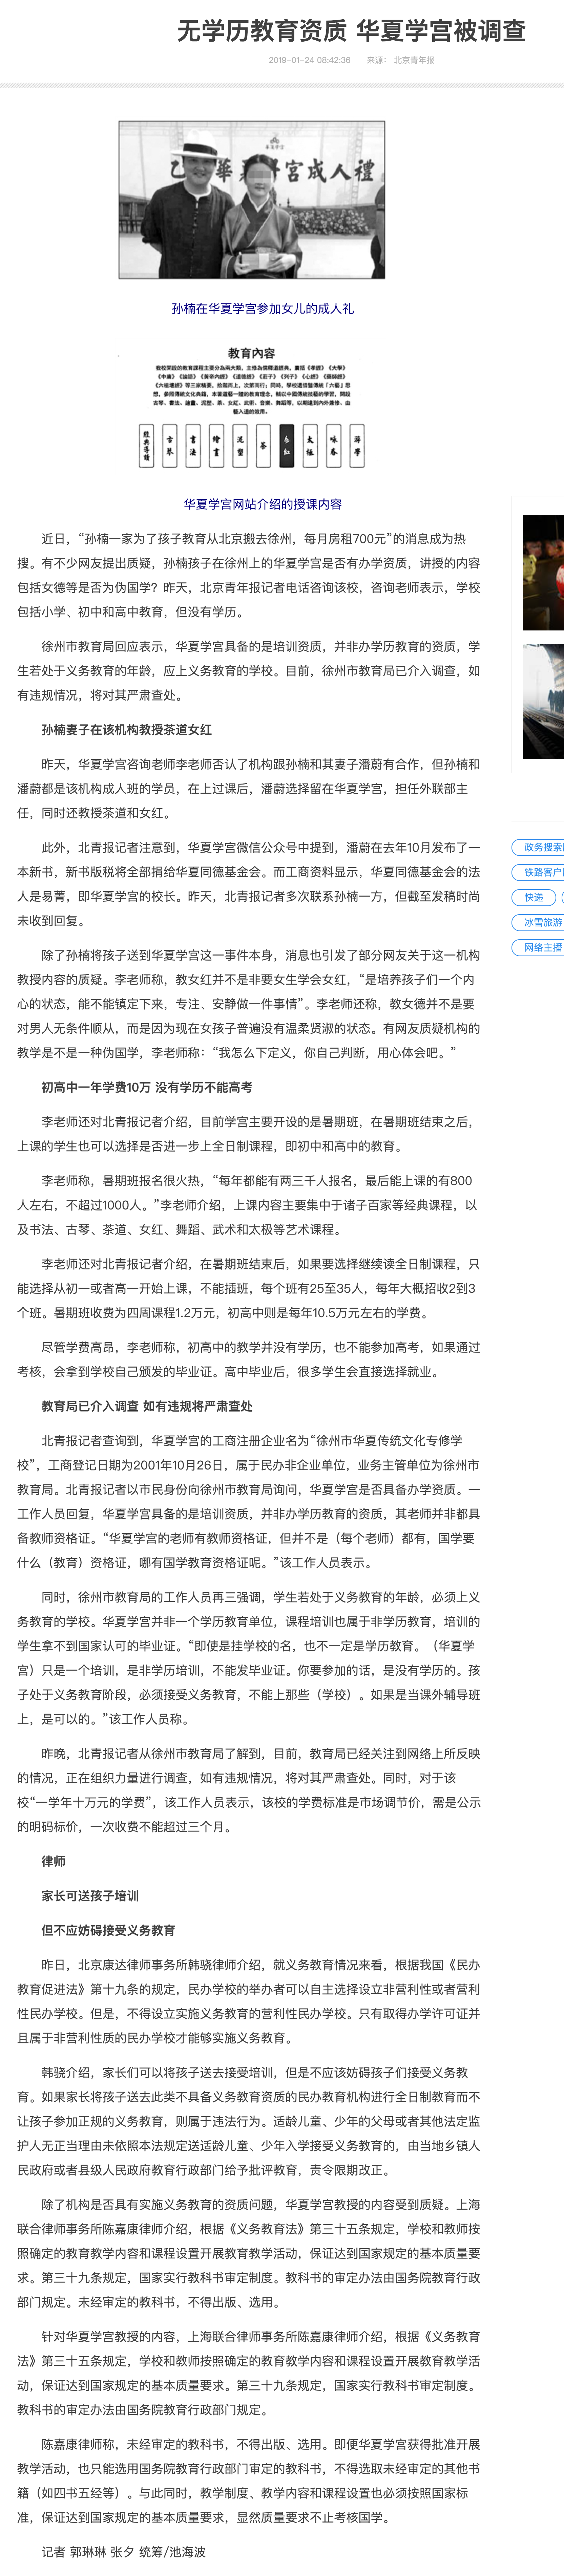 无学历教育资质 华夏学宫被调查
2019-01-24 08:42:36 来源： 北京青年报
華夏学宫成人禮
孙楠在华夏学宫参加女儿的成人礼
教育內容
我校開設的教育課程主要分為兩大類。主修為儒釋道經典，囊括《孝經》《大學》
《中庸》《論語》《黃帝內經》《道德經》《莊子》《列子》《心經》《藥師經》
《六祖壇經》等三家精要。
古琴、書法、繪畫、泥塑、茶、女紅、武術、音樂、舞蹈等，以期達到內外兼修、由
藝入道的效用。
經典導讀
古琴
書法
繪畫
泥塑
茶
女紅
太極
詠春
游學
华夏学宫网站介绍的授课内容
近日，“孙楠一家为了孩子教育从北京搬去徐州，每月房租700元”的消息成为热
搜。有不少网友提出质疑，孙楠孩子在徐州上的华夏学宫是否有办学资质，讲授的内容
包括女德等是否为伪国学？昨天，北京青年报记者电话咨询该校，咨询老师表示，学校
包括小学、初中和高中教育，但没有学历。
徐州市教育局回应表示，华夏学宫具备的是培训资质，并非办学历教育的资质，学
生若处于义务教育的年龄，应上义务教育的学校。目前，徐州市教育局已介入调查，如
有违规情况，将对其严肃查处。
孙楠妻子在该机构教授茶道女红
昨天，华夏学宫咨询老师李老师否认了机构跟孙楠和其妻子潘蔚有合作，但孙楠和
潘蔚都是该机构成人班的学员，在上过课后，潘蔚选择留在华夏学宫，担任外联部主
任，同时还教授茶道和女红。
此外，北青报记者注意到，华夏学宫微信公众号中提到，潘蔚在去年10月发布了一
本新书，新书版税将全部捐给华夏同德基金会。而工商资料显示，华夏同德基金会的法
人是易菁，即华夏学宫的校长。昨天，北青报记者多次联系孙楠一方，但截至发稿时尚
未收到回复。
除了孙楠将孩子送到华夏学宫这一事件本身，消息也引发了部分网友关于这一机构
教授内容的质疑。李老师称，教女红并不是非要女生学会女红，“是培养孩子们一个内
心的状态，能不能镇定下来，专注、安静做一件事情”。李老师还称，教女德并不是要
对男人无条件顺从，而是因为现在女孩子普遍没有温柔贤淑的状态。有网友质疑机构的
教学是不是一种伪国学，李老师称：“我怎么下定义，你自己判断，用心体会吧。”
初高中一年学费10万 没有学历不能高考
李老师还对北青报记者介绍，目前学宫主要开设的是暑期班，在暑期班结束之后，
上课的学生也可以选择是否进一步上全日制课程，即初中和高中的教育。
李老师称，暑期班报名很火热，“每年都能有两三千人报名，最后能上课的有800
人左右，不超过1000人。”李老师介绍，上课内容主要集中于诸子百家等经典课程，以
及书法、古琴、茶道、女红、舞蹈、武术和太极等艺术课程。
李老师还对北青报记者介绍，在暑期班结束后，如果要选择继续读全日制课程，只
能选择从初一或者高一开始上课，不能插班，每个班有25至35人，每年大概招收2到3
个班。暑期班收费为四周课程1.2万元，初高中则是每年10.5万元左右的学费。
尽管学费高昂，李老师称，初高中的教学并没有学历，也不能参加高考，如果通过
考核，会拿到学校自己颁发的毕业证。高中毕业后，很多学生会直接选择就业。
教育局已介入调查 如有违规将严肃查处
北青报记者查询到，华夏学宫的工商注册企业名为“徐州市华夏传统文化专修学
校”，工商登记日期为2001年10月26日，属于民办非企业单位，业务主管单位为徐州市
教育局。北青报记者以市民身份向徐州市教育局询问，华夏学宫是否具备办学资质。一
工作人员回复，华夏学宫具备的是培训资质，并非办学历教育的资质，其老师并非都具
备教师资格证。“华夏学宫的老师有教师资格证，但并不是（每个老师）都有，国学要
什么（教育）资格证，哪有国学教育资格证呢。”该工作人员表示。
同时，徐州市教育局的工作人员再三强调，学生若处于义务教育的年龄，必须上义
务教育的学校。华夏学宫并非一个学历教育单位，课程培训也属于非学历教育，培训的
学生拿不到国家认可的毕业证。“即使是挂学校的名，也不一定是学历教育。（华夏学
宫）只是一个培训，是非学历培训，不能发毕业证。你要参加的话，是没有学历的。孩
子处于义务教育阶段，必须接受义务教育，不能上那些（学校）。如果是当课外辅导班
上，是可以的。”该工作人员称。
昨晚，北青报记者从徐州市教育局了解到，目前，教育局已经关注到网络上所反映
的情况，正在组织力量进行调查，如有违规情况，将对其严肃查处。同时，对于该
校“一学年十万元的学费”，该工作人员表示，该校的学费标准是市场调节价，需是公示
的明码标价，一次收费不能超过三个月。
律师
家长可送孩子培训
但不应妨碍接受义务教育
昨日，北京康达律师事务所韩骁律师介绍，就义务教育情况来看，根据我国《民办
教育促进法》第十九条的规定，民办学校的举办者可以自主选择设立非营利性或者营利
性民办学校。但是，不得设立实施义务教育的营利性民办学校。只有取得办学许可证并
且属于非营利性质的民办学校才能够实施义务教育。
韩骁介绍，家长们可以将孩子送去接受培训，但是不应该妨碍孩子们接受义务教
育。如果家长将孩子送去此类不具备义务教育资质的民办教育机构进行全日制教育而不
让孩子参加正规的义务教育，则属于违法行为。适龄儿童、少年的父母或者其他法定监
护人无正当理由未依照本法规定送适龄儿童、少年入学接受义务教育的，由当地乡镇人
民政府或者县级人民政府教育行政部门给予批评教育，责令限期改正。
除了机构是否具有实施义务教育的资质问题，华夏学宫教授的内容受到质疑。上海
联合律师事务所陈嘉康律师介绍，根据《义务教育法》第三十五条规定，学校和教师按
照确定的教育教学内容和课程设置开展教育教学活动，保证达到国家规定的基本质量要
求。第三十九条规定，国家实行教科书审定制度。教科书的审定办法由国务院教育行政
部门规定。未经审定的教科书，不得出版、选用。
针对华夏学宫教授的内容，上海联合律师事务所陈嘉康律师介绍，根据《义务教育
法》第三十五条规定，学校和教师按照确定的教育教学内容和课程设置开展教育教学活
动，保证达到国家规定的基本质量要求。第三十九条规定，国家实行教科书审定制度。
教科书的审定办法由国务院教育行政部门规定。
陈嘉康律师称，未经审定的教科书，不得出版、选用。即便华夏学宫获得批准开展
教学活动，也只能选用国务院教育行政部门审定的教科书，不得选取未经审定的其他书
籍（如四书五经等）。与此同时，教学制度、教学内容和课程设置也必须按照国家标
准，保证达到国家规定的基本质量要求，显然质量要求不止考核国学。
记者 郭琳琳 张夕 统筹/池海波
政务搜索
铁路客户
快递
冰雪旅游
网络主播